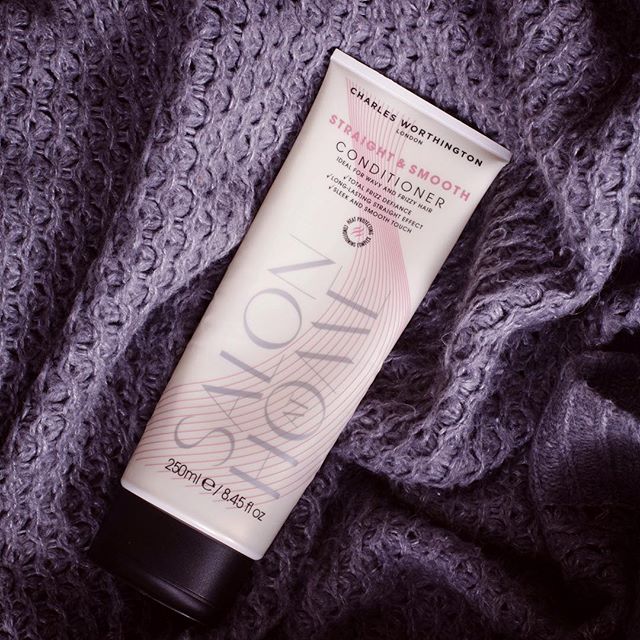 CHARLES WORTHINGTON
LONDON
STRAIGHT & SMOOTH
CONDITIONER
IDEAL FOR WAVY AND FRIZZY HAIR
✓TOTAL FRIZZ DEFIANCE
✓LONG-LASTING STRAIGHT EFFECT
✓SLEEK AND SMOOTH TOUCH
SALON
HOME
250ml e / 8.45 fl oz